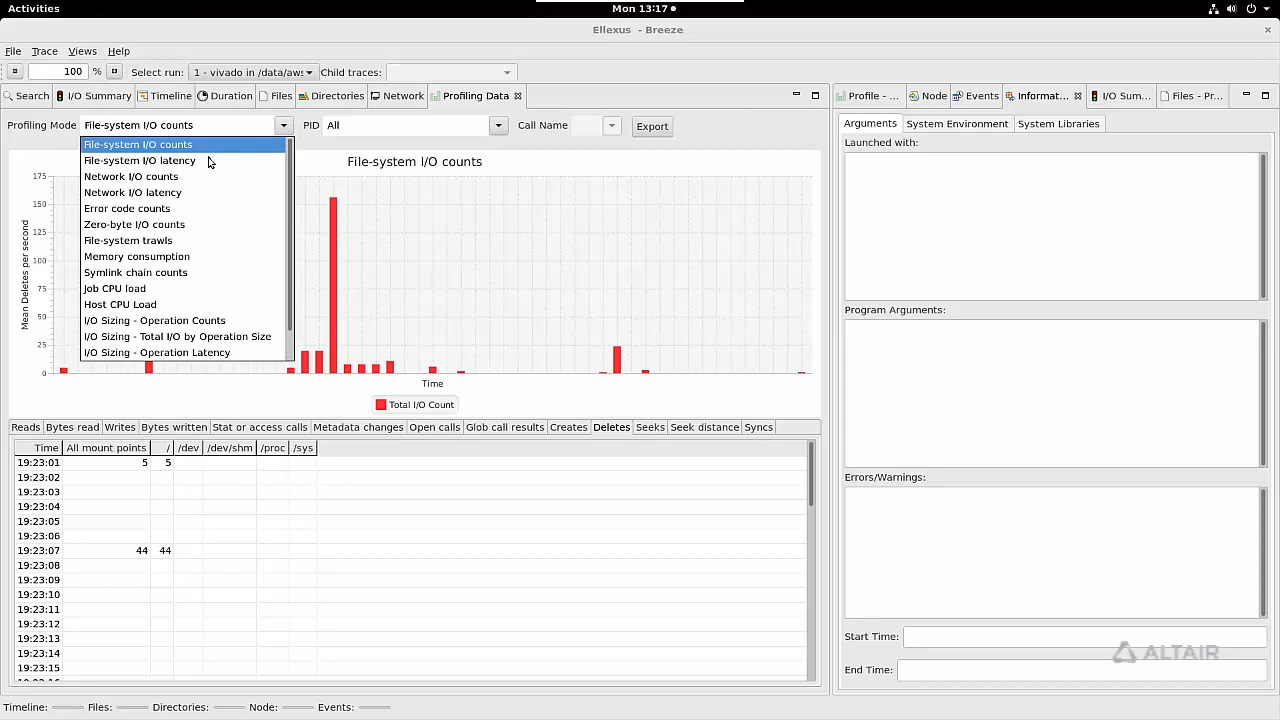 Activities
Mon 13:17
Ellexus - Breeze
File Trace Views Help
100 % Select run: 1 - vivado in /data/aws Child traces:
Search I/O Summary Timeline Duration Files Directories Network Profiling Data
Profile - ... Node Events Informat... I/O Sum... Files - Pr...
Profiling Mode File-system I/O counts PID All Call Name Export
File-system I/O counts
File-system I/O latency
Network I/O counts
Network I/O latency
Error code counts
Zero-byte I/O counts
File-system trawls
Memory consumption
Symlink chain counts
Job CPU load
Host CPU Load
I/O Sizing - Operation Counts
I/O Sizing - Total I/O by Operation Size
I/O Sizing - Operation Latency
File-system I/O counts
Mean Deletes per second
175
150
125
100
75
50
25
0
Time
Total I/O Count
Reads Bytes read Writes Bytes written Stat or access calls Metadata changes Open calls Glob call results Creates Deletes Seeks Seek distance Syncs
Time All mount points / /dev /dev/shm /proc /sys
19:23:01 5 5
19:23:02
19:23:03
19:23:04
19:23:05
19:23:06
19:23:07 44 44
19:23:08
19:23:09
19:23:10
19:23:11
19:23:12
19:23:13
19:23:14
19:23:15
Arguments System Environment System Libraries
Launched with:
Program Arguments:
Errors/Warnings:
Start Time:
End Time:
ALTAIR
Timeline: Files: Directories: Node: Events: